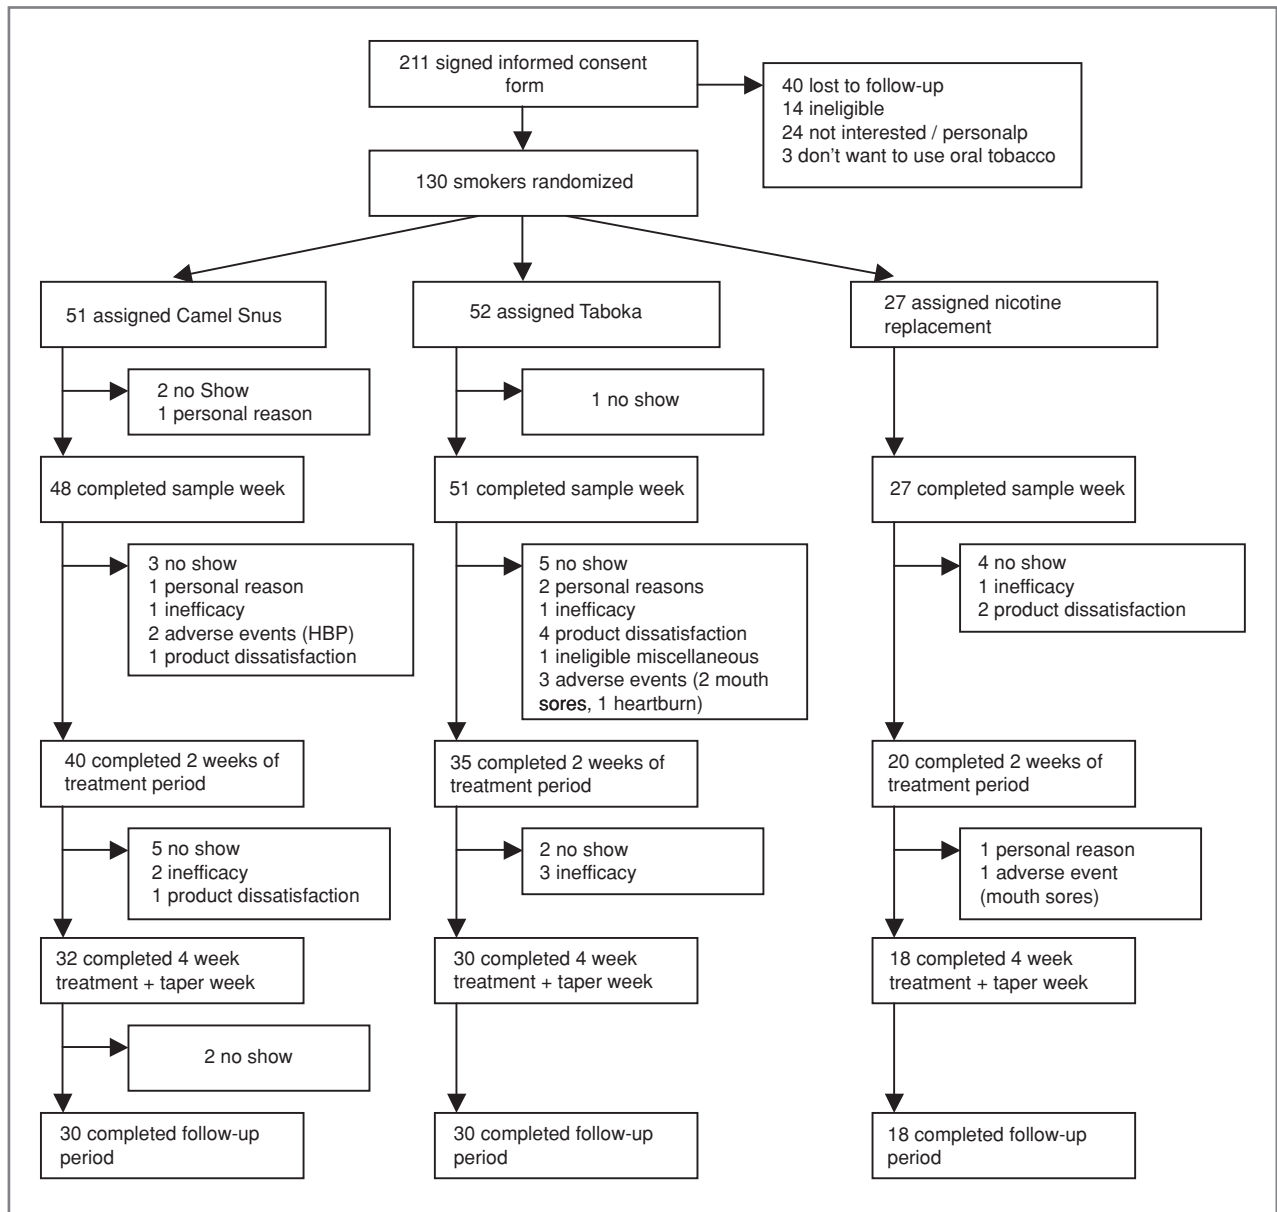 211 signed informed consent
form
40 lost to follow-up
14 ineligible
24 not interested / personalp
3 don't want to use oral tobacco
130 smokers randomized
51 assigned Camel Snus
52 assigned Taboka
27 assigned nicotine
replacement
2 no Show
1 personal reason
1 no show
48 completed sample week
51 completed sample week
27 completed sample week
3 no show
1 personal reason
1 inefficacy
2 adverse events (HBP)
1 product dissatisfaction
5 no show
2 personal reasons
1 inefficacy
4 product dissatisfaction
1 ineligible miscellaneous
3 adverse events (2 mouth
sores, 1 heartburn)
4 no show
1 inefficacy
2 product dissatisfaction
40 completed 2 weeks of
treatment period
35 completed 2 weeks of
treatment period
20 completed 2 weeks of
treatment period
5 no show
2 inefficacy
1 product dissatisfaction
2 no show
3 inefficacy
1 personal reason
1 adverse event
(mouth sores)
32 completed 4 week
treatment + taper week
30 completed 4 week
treatment + taper week
18 completed 4 week
treatment + taper week
2 no show
30 completed follow-up
period
30 completed follow-up
period
18 completed follow-up
period